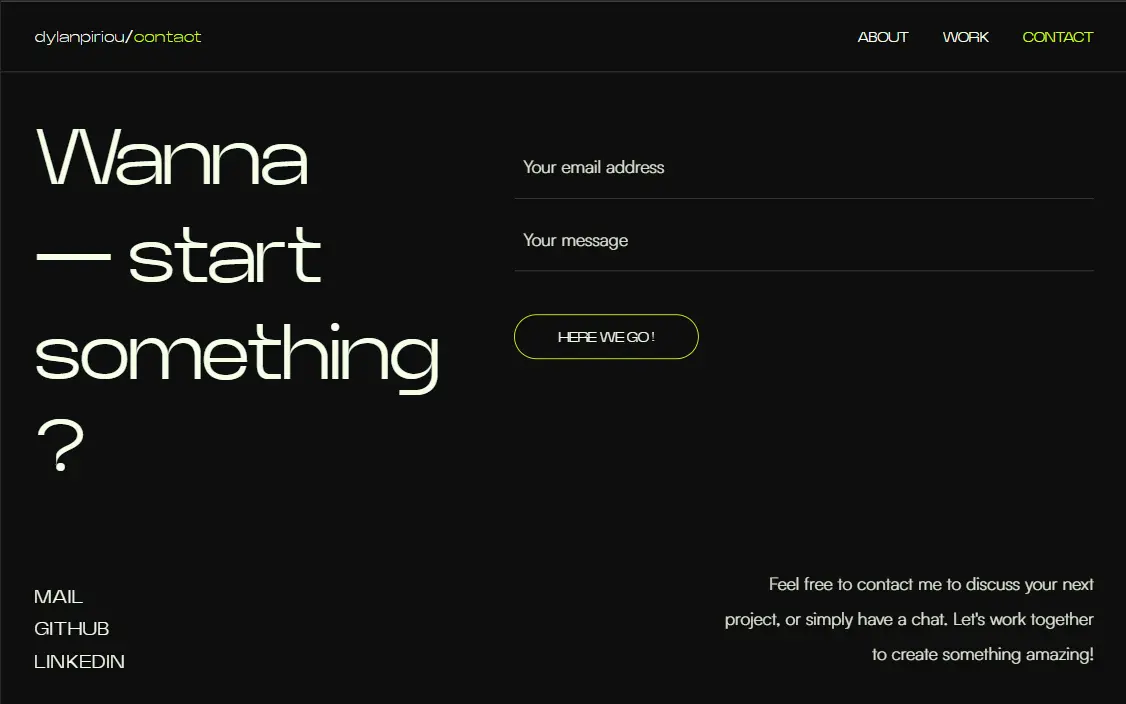 dylanpiriou/contact
ABOUT WORK CONTACT
Wanna
— start
something
?
Your email address
Your message
HERE WE GO !
MAIL
GITHUB
LINKEDIN
Feel free to contact me to discuss your next
project, or simply have a chat. Let's work together
to create something amazing!